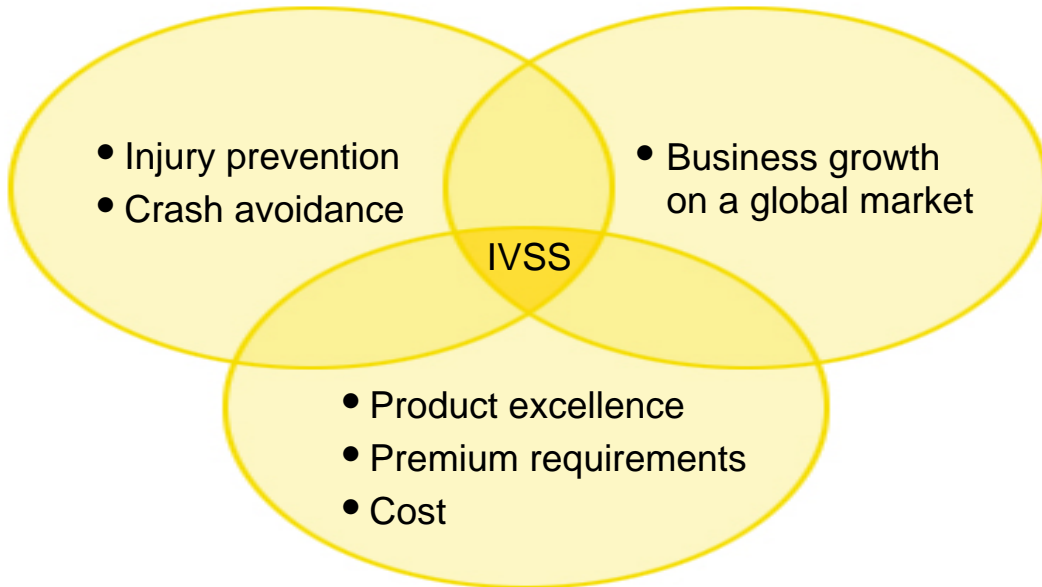 • Injury prevention
• Crash avoidance
• Business growth
on a global market
IVSS
• Product excellence
• Premium requirements
• Cost